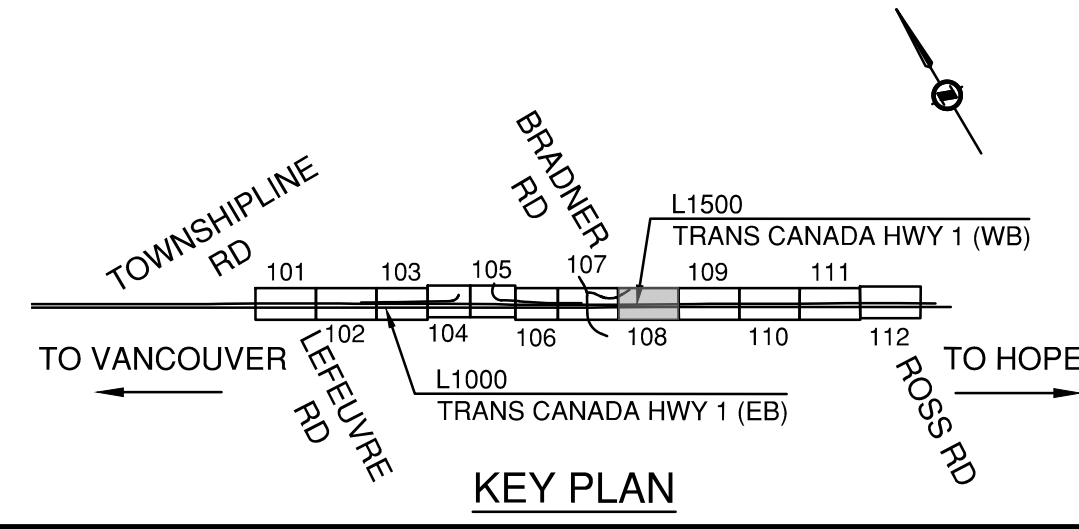 TOWNSHIPLINE
RD
BRADNER
RD
L1500
TRANS CANADA HWY 1 (WB)
101
103
105
107
109
111
102
104
106
108
110
112
TO VANCOUVER
LEFEUVRE
RD
L1000
TRANS CANADA HWY 1 (EB)
ROSS RD
TO HOPE
KEY PLAN